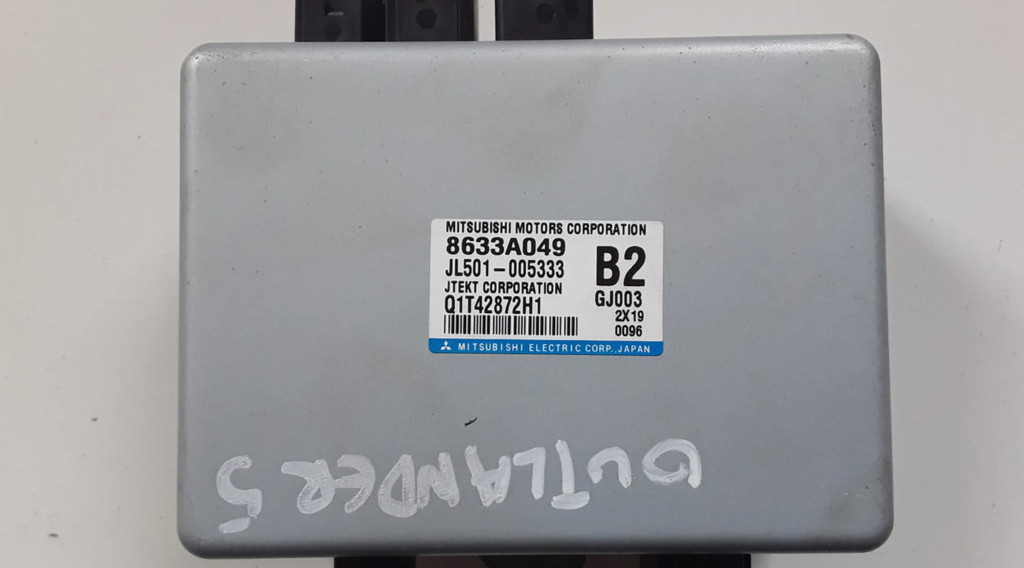 MITSUBISHI MOTORS CORPORATION
8633A049
B2
JL501-005333
JTEKT CORPORATION
GJ003
Q1T42872H1
2X19
0096
MITSUBISHI ELECTRIC CORP., JAPAN
OUTLANDER 5